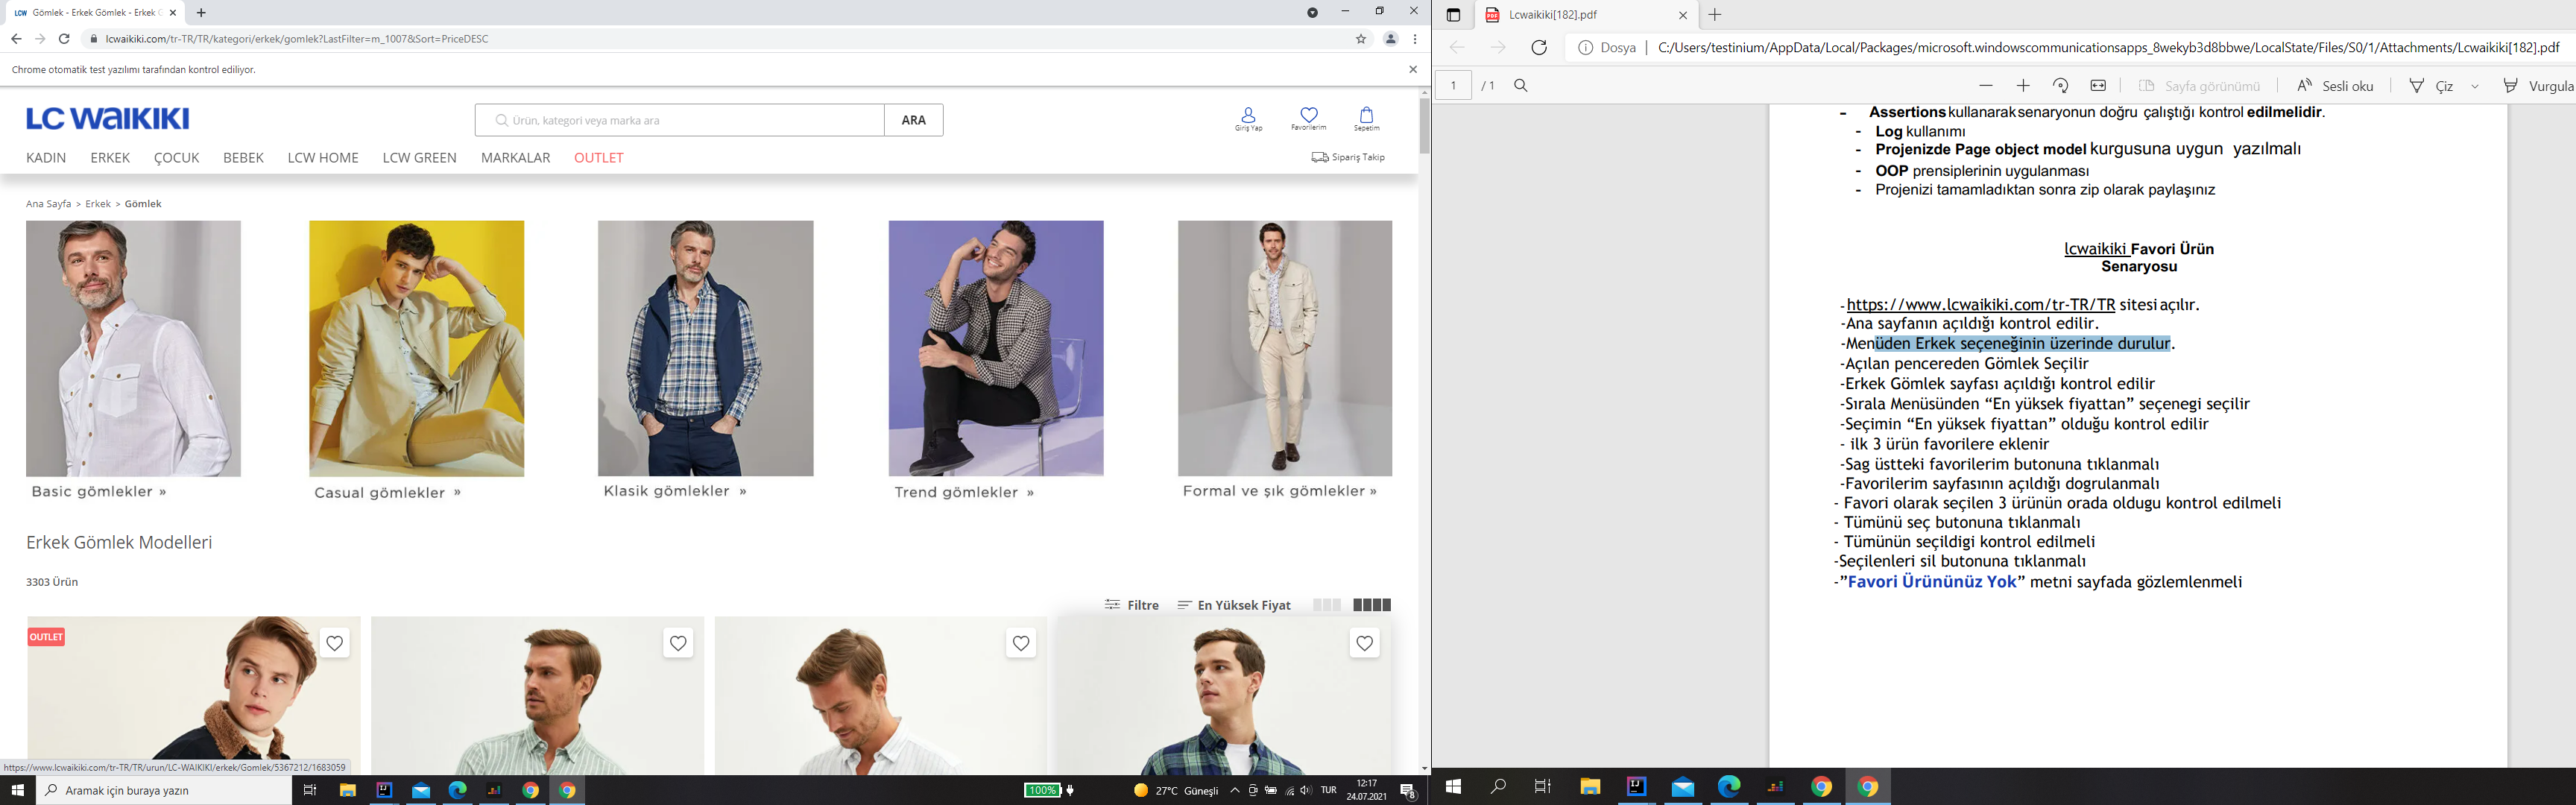 LCW Gömlek - Erkek Gömlek - Erkek G
lcwaikiki.com/tr-TR/TR/kategori/erkek/gomlek?LastFilter=m_1007&Sort=PriceDESC
Chrome otomatik test yazılımı tarafından kontrol ediliyor.
LC WAIKIKI
Ürün, kategori veya marka ara
ARA
Giriş Yap
Favorilerim
Sepetim
KADIN ERKEK ÇOCUK BEBEK LCW HOME LCW GREEN MARKALAR OUTLET
Sipariş Takip
Ana Sayfa > Erkek > Gömlek
Basic gömlekler »
Casual gömlekler »
Klasik gömlekler »
Trend gömlekler »
Formal ve şık gömlekler »
Erkek Gömlek Modelleri
3303 Ürün
Filtre
En Yüksek Fiyat
OUTLET
https://www.lcwaikiki.com/tr-TR/TR/urun/LC-WAIKIKI/erkek/Gomlek/5367212/1683059
Aramak için buraya yazın
100%
27°C Güneşli
TUR
12:17
24.07.2021
8
Lcwaikiki[182].pdf
Dosya
C:/Users/testinium/AppData/Local/Packages/microsoft.windowscommunicationsapps_8wekyb3d8bbwe/LocalState/Files/S0/1/Attachments/Lcwaikiki[182].pdf
1 / 1
Sayfa görünümü
Sesli oku
Çiz
Vurgula
- Assertions kullanarak senaryonun doğru çalıştığı kontrol edilmelidir.
- Log kullanımı
- Projenizde Page object model kurgusuna uygun yazılmalı
- OOP prensiplerinin uygulanması
- Projenizi tamamladıktan sonra zip olarak paylaşınız
lcwaikiki Favori Ürün
Senaryosu
- https://www.lcwaikiki.com/tr-TR/TR sitesi açılır.
-Ana sayfanın açıldığı kontrol edilir.
-Menüden Erkek seçeneğinin üzerinde durulur.
-Açılan pencereden Gömlek Seçilir
-Erkek Gömlek sayfası açıldığı kontrol edilir
-Sırala Menüsünden “En yüksek fiyattan” seçenegi seçilir
-Seçimin “En yüksek fiyattan” olduğu kontrol edilir
- ilk 3 ürün favorilere eklenir
-Sag üstteki favorilerim butonuna tıklanmalı
-Favorilerim sayfasının açıldığı dogrulanmalı
- Favori olarak seçilen 3 ürünün orada oldugu kontrol edilmeli
- Tümünü seç butonuna tıklanmalı
- Tümünün seçildigi kontrol edilmeli
-Seçilenleri sil butonuna tıklanmalı
-”Favori Ürününüz Yok” metni sayfada gözlemlenmeli